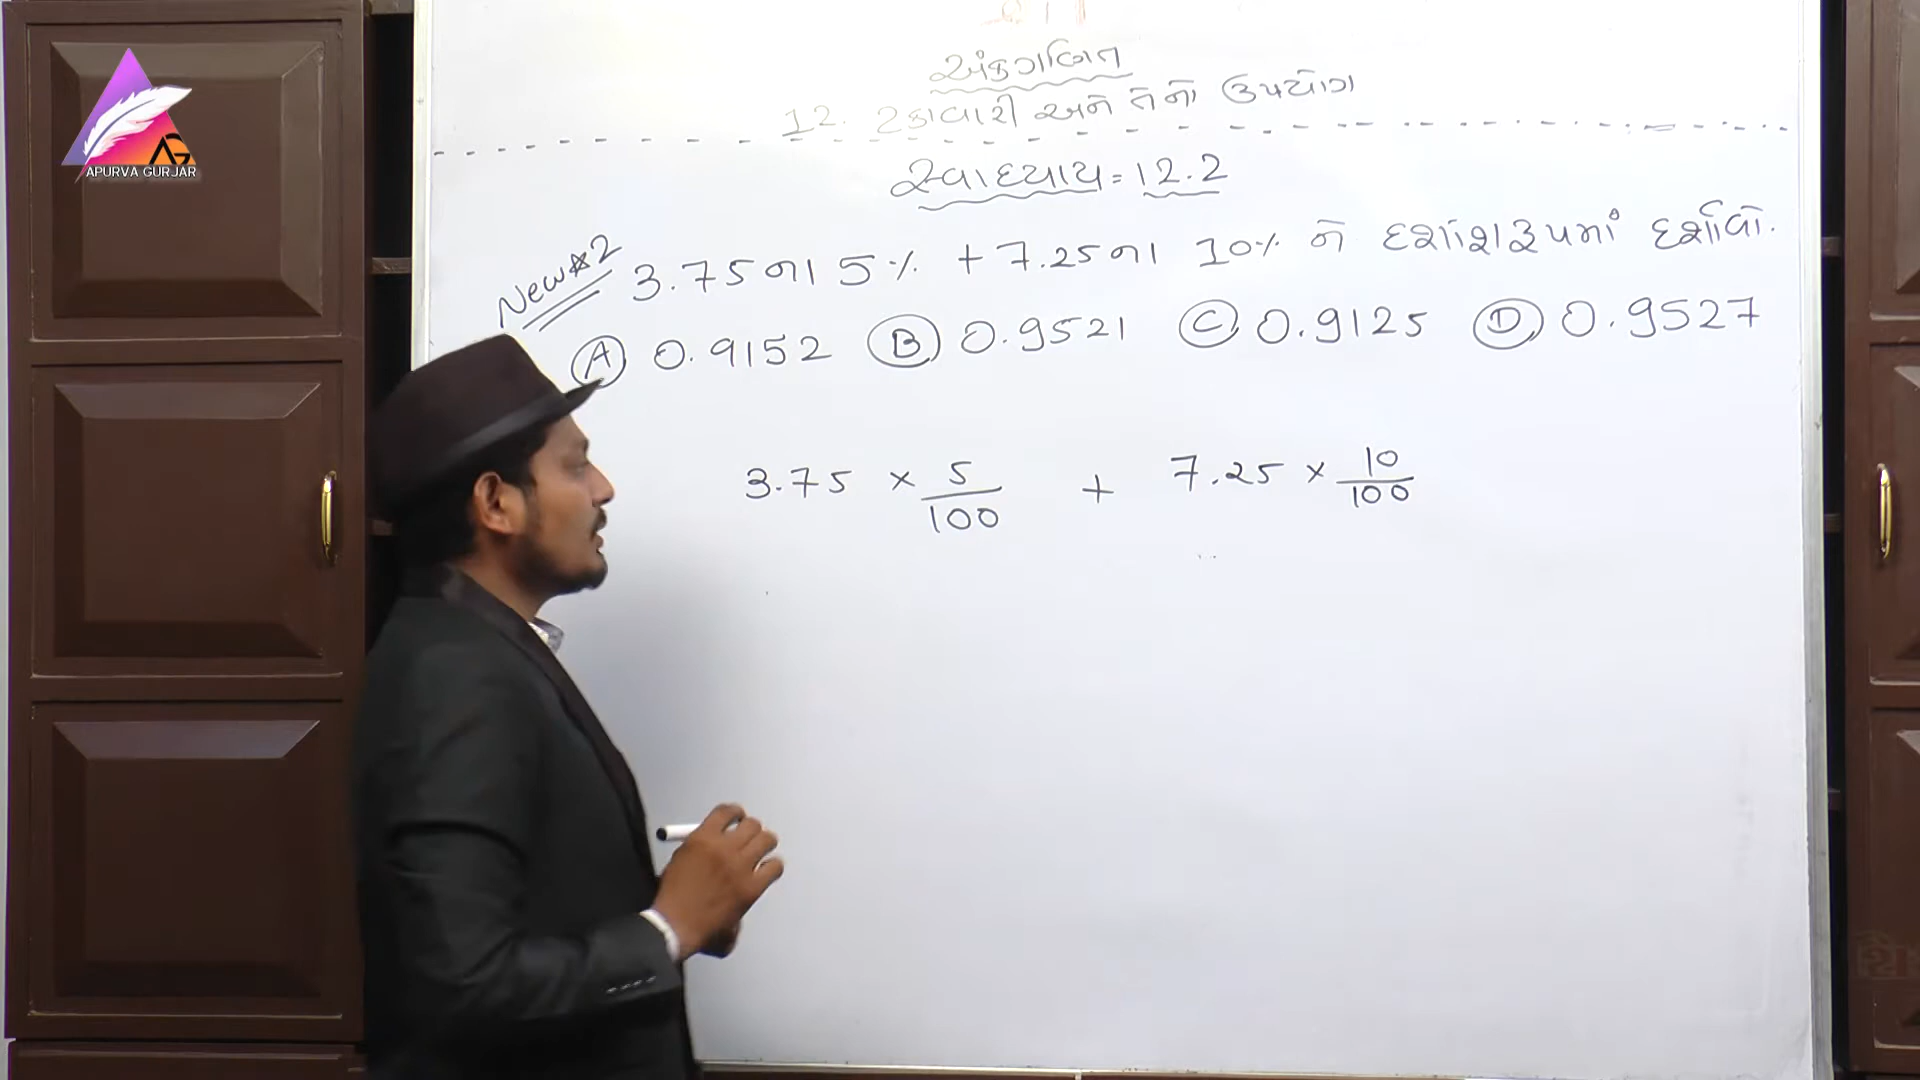 અંકગણિત
12. ટકાવારી અને તેનો ઉપયોગ
સ્વાધ્યાય = 12.2
New * 2
3.75ના 5% + 7.25ના 10% ને દશાંશરૂપમાં દર્શાવો.
A 0.9152 B 0.9521 C 0.9125 D 0.9527
3.75 × 5/100 + 7.25 × 10/100
AG
APURVA GURJAR